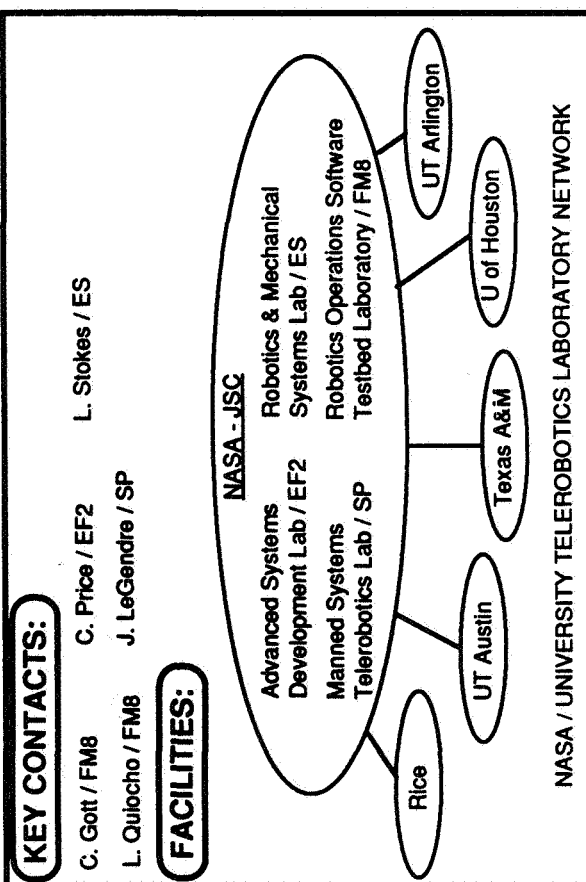 KEY CONTACTS:
C. Gott / FM8 C. Price / EF2 L. Stokes / ES
L. Quiocho / FM8 J. LeGendre / SP
FACILITIES:
NASA - JSC
Advanced Systems
Development Lab / EF2
Robotics & Mechanical
Systems Lab / ES
Manned Systems
Telerobotics Lab / SP
Robotics Operations Software
Testbed Laboratory / FM8
Rice
UT Austin
Texas A&M
U of Houston
UT Arlington
NASA / UNIVERSITY TELEROBOTICS LABORATORY NETWORK